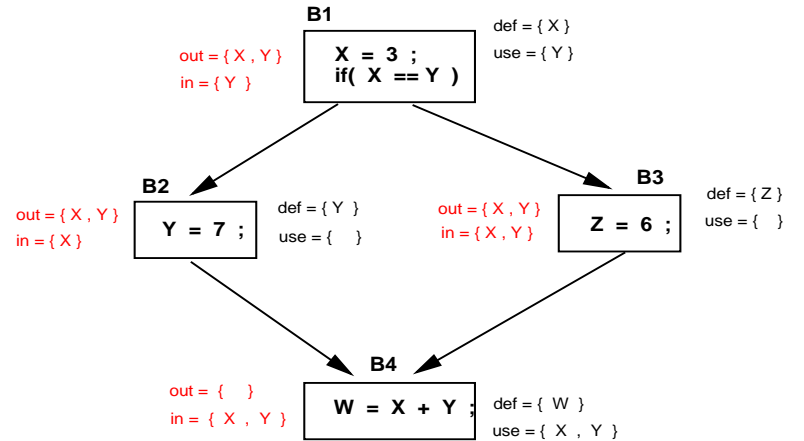 B1
def = { X }
out = { X , Y }
X = 3 ;
use = { Y }
in = { Y }
if( X == Y )
B2
B3
out = { X , Y }
in = { X }
Y = 7 ;
def = { Y }
use = { }
out = { X , Y }
in = { X , Y }
Z = 6 ;
def = { Z }
use = { }
B4
out = { }
in = { X , Y }
W = X + Y ;
def = { W }
use = { X , Y }